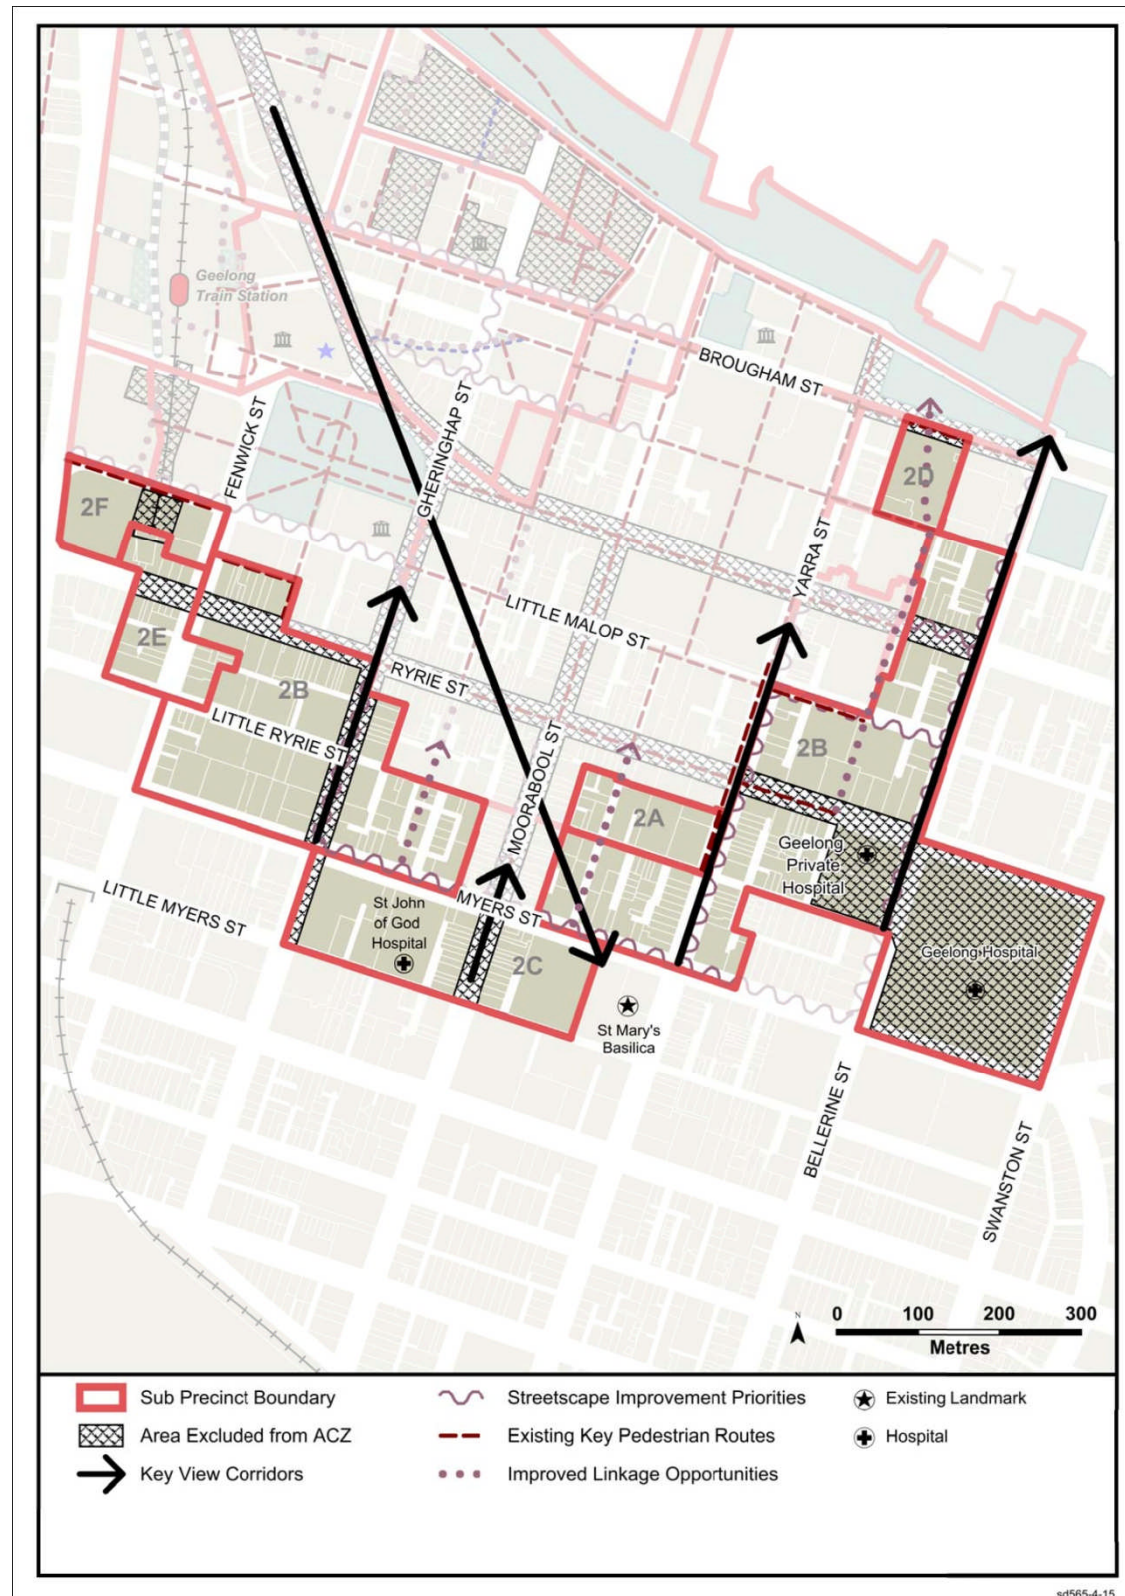 Geelong
Train Station
BROUGHAM ST
FENWICK ST
GHERINGHAP ST
2D
2F
YARRA ST
LITTLE MALOP ST
2E
RYRIE ST
2B
LITTLE RYRIE ST
MOORABOOL ST
2B
2A
Geelong
Private
Hospital
LITTLE MYERS ST
MYERS ST
St John
of God
Hospital
2C
Geelong Hospital
St Mary's
Basilica
BELLERINE ST
SWANSTON ST
N
0 100 200 300
Metres
Sub Precinct Boundary
Streetscape Improvement Priorities
Existing Landmark
Area Excluded from ACZ
Existing Key Pedestrian Routes
Hospital
Key View Corridors
Improved Linkage Opportunities
sd565-4-15